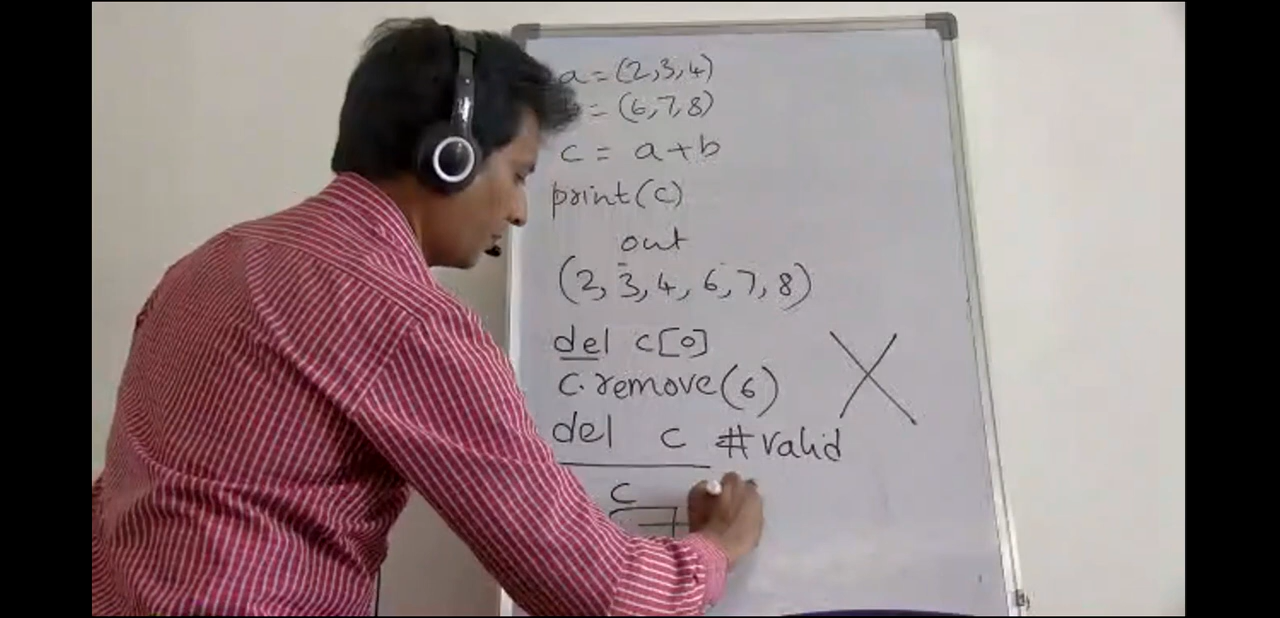 a = (2,3,4)
= (6,7,8)
c = a+b
print(c)
out
(2, 3, 4, 6, 7, 8)
del c[0]
c.remove(6)
del c #valid
c